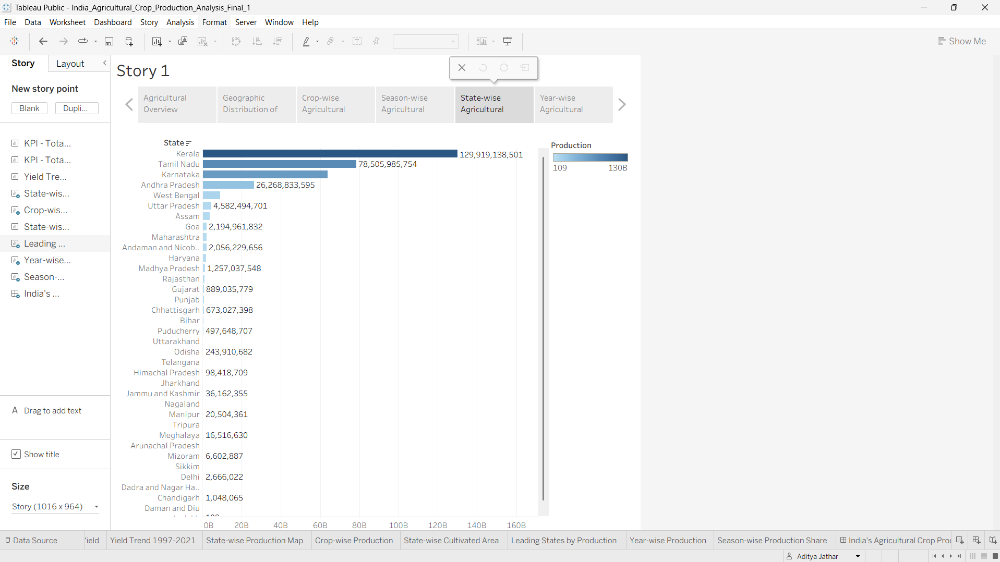 Tableau Public - India_Agricultural_Crop_Production_Analysis_Final_1
File Data Worksheet Dashboard Story Analysis Format Server Window Help
Show Me
Story Layout
New story point
Blank Dupli...
KPI - Tota...
KPI - Tota...
Yield Tre...
State-wis...
Crop-wis...
State-wis...
Leading ...
Year-wise...
Season-...
India's ...
A Drag to add text
Show title
Size
Story (1016 x 964)
Story 1
Agricultural
Overview
Geographic
Distribution of
Crop-wise
Agricultural
Season-wise
Agricultural
State-wise
Agricultural
Year-wise
Agricultural
State
Kerala 129,919,138,501
Tamil Nadu 78,505,985,754
Karnataka
Andhra Pradesh 26,268,833,595
West Bengal
Uttar Pradesh 4,582,494,701
Assam
Goa 2,194,961,832
Maharashtra
Andaman and Nicob.. 2,056,229,656
Haryana
Madhya Pradesh 1,257,037,548
Rajasthan
Gujarat 889,035,779
Punjab
Chhattisgarh 673,027,398
Bihar
Puducherry 497,648,707
Uttarakhand
Odisha 243,910,682
Telangana
Himachal Pradesh 98,418,709
Jharkhand
Jammu and Kashmir 36,162,355
Nagaland
Manipur 20,504,361
Tripura
Meghalaya 16,516,630
Arunachal Pradesh
Mizoram 6,602,887
Sikkim
Delhi 2,666,022
Dadra and Nagar Ha..
Chandigarh 1,048,065
Daman and Diu
0B 20B 40B 60B 80B 100B 120B 140B 160B
Production
109 130B
Data Source Yield Yield Trend 1997-2021 State-wise Production Map Crop-wise Production State-wise Cultivated Area Leading States by Production Year-wise Production Season-wise Production Share India's Agricultural Crop Proc
Aditya Jathar